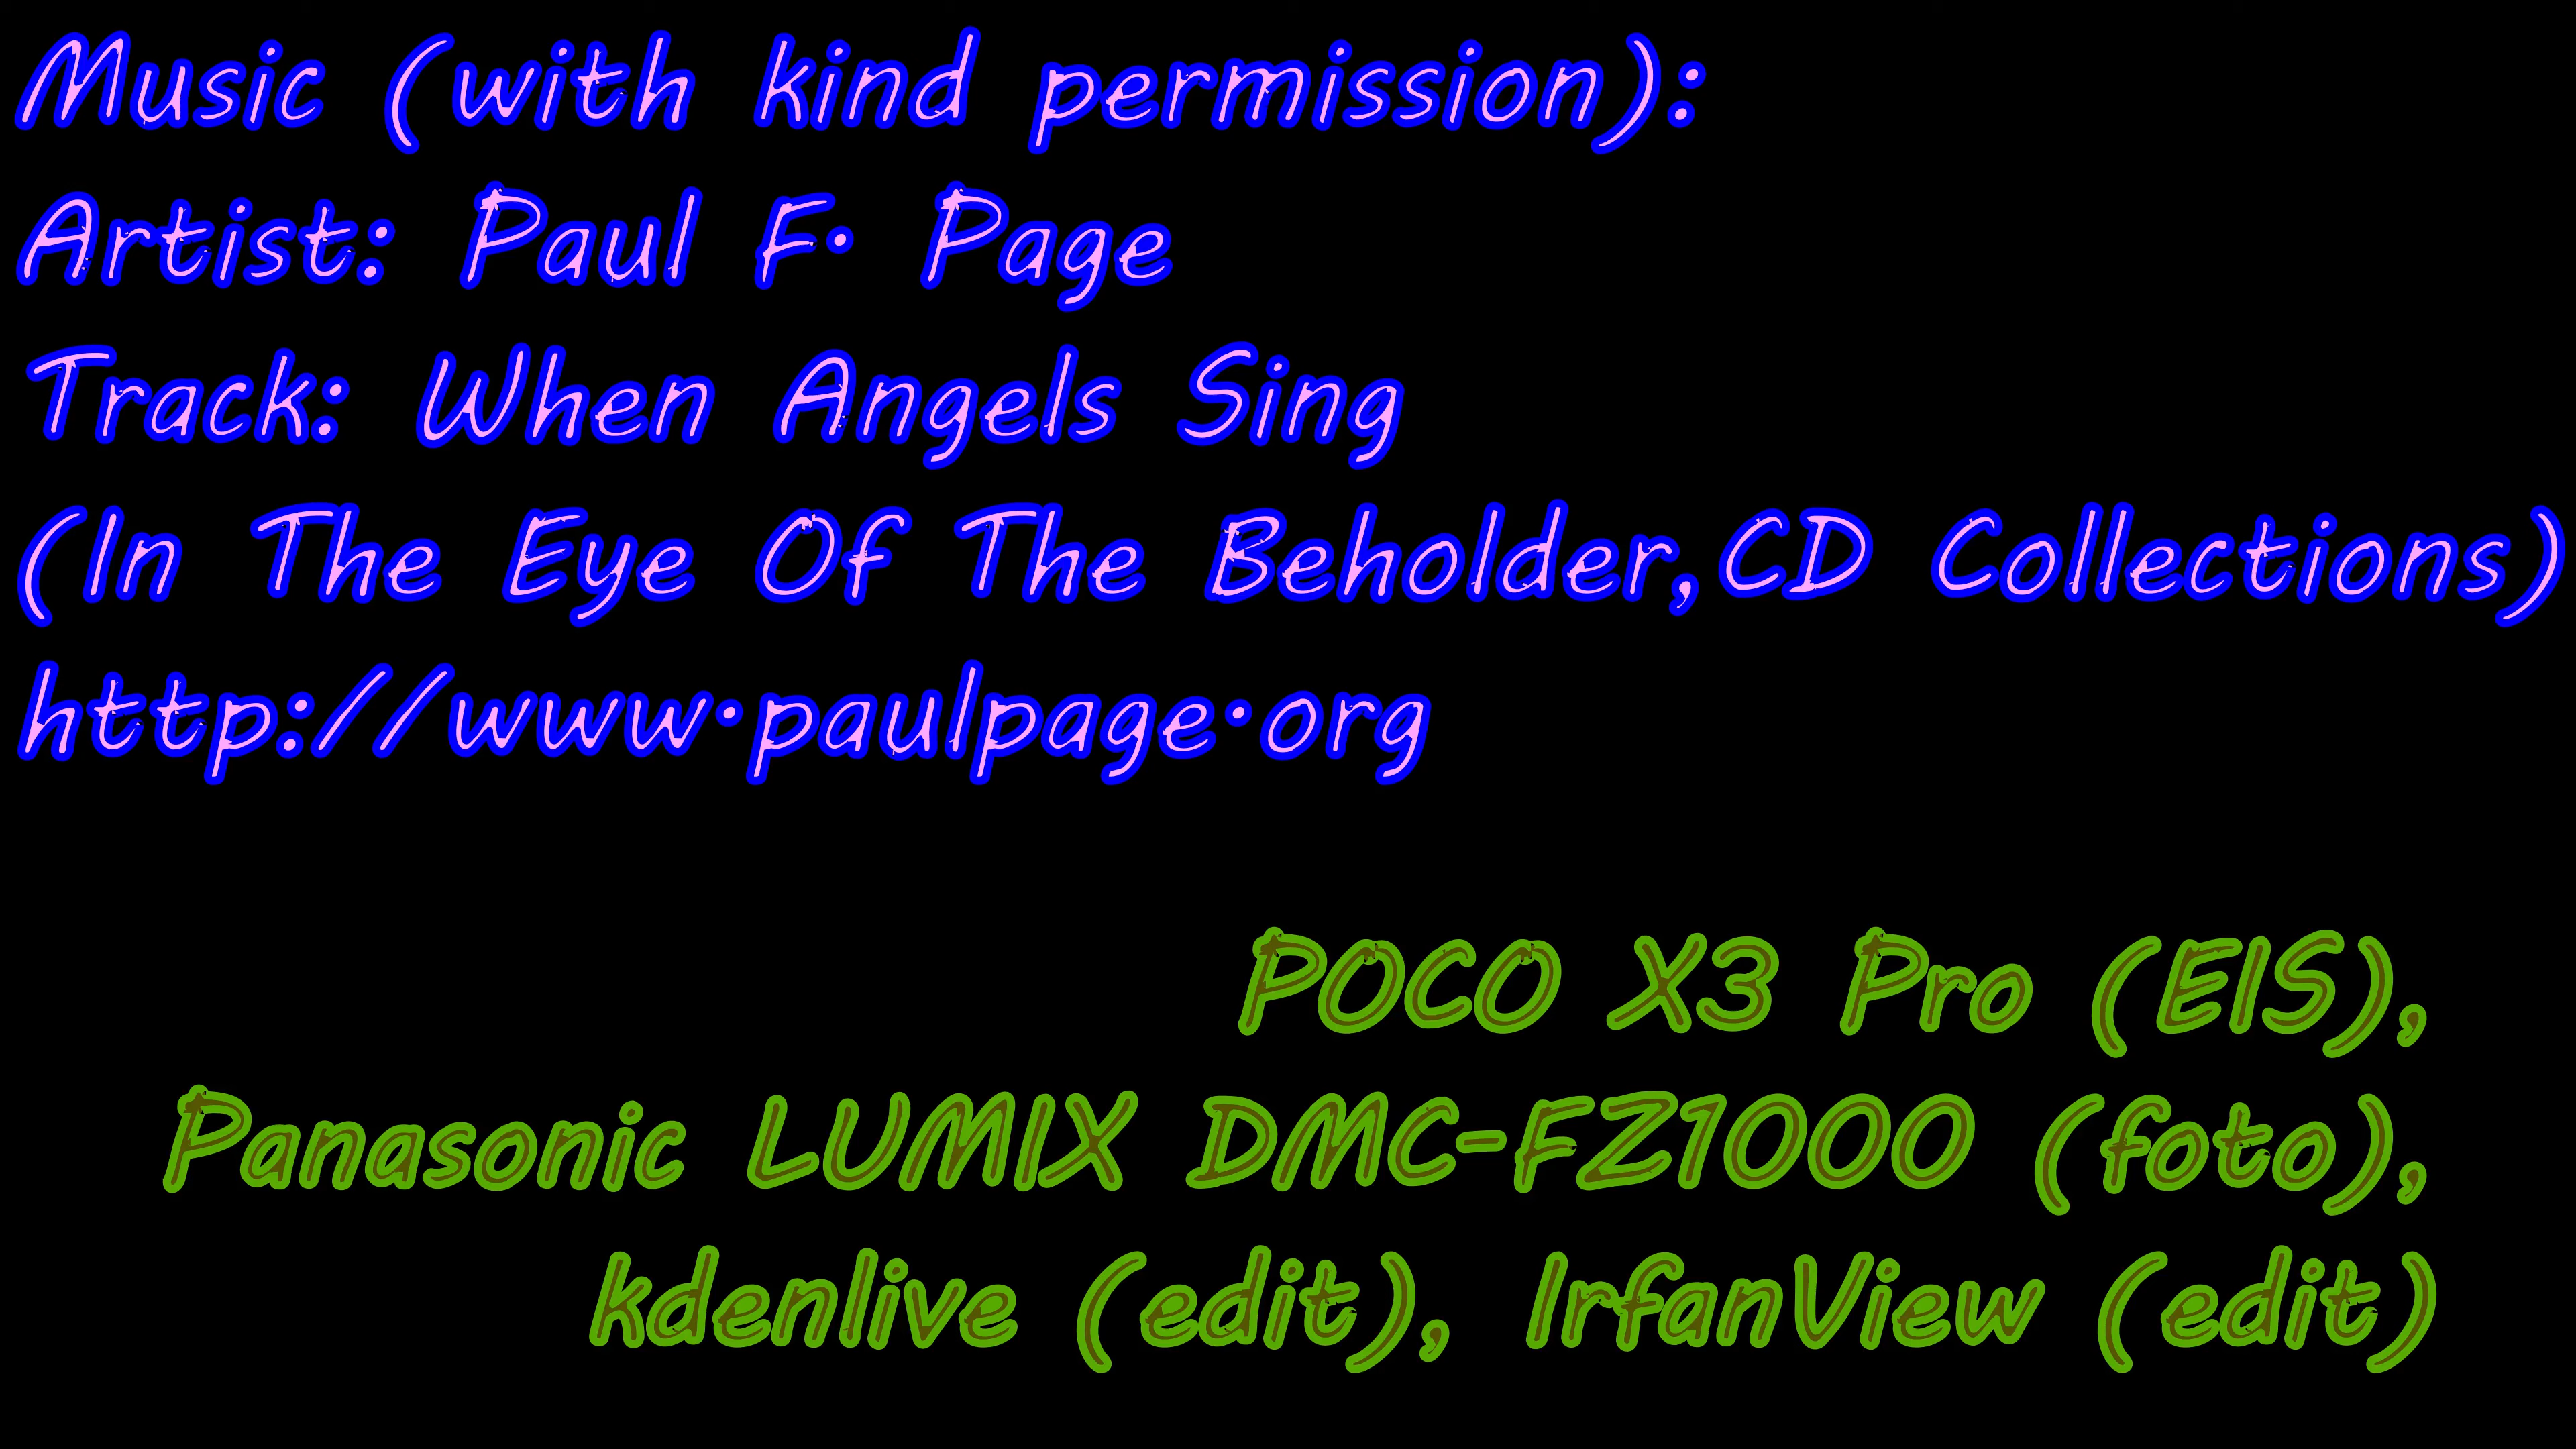 Music (with kind permission):
Artist: Paul F. Page
Track: When Angels Sing
(In The Eye Of The Beholder,CD Collections)
http://www.paulpage.org
POCO X3 Pro (EIS),
Panasonic LUMIX DMC-FZ1000 (foto),
kdenlive (edit), IrfanView (edit)